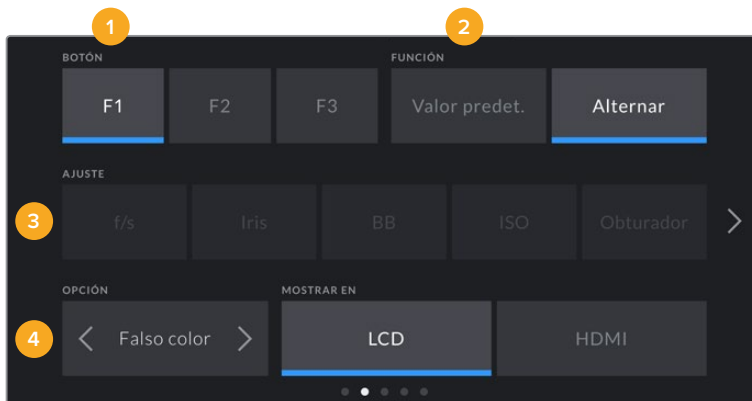 1 2
BOTÓN FUNCIÓN
F1 F2 F3 Valor predet. Alternar
AJUSTE
3 f/s Iris BB ISO Obturador
OPCIÓN MOSTRAR EN
4 Falso color LCD HDMI